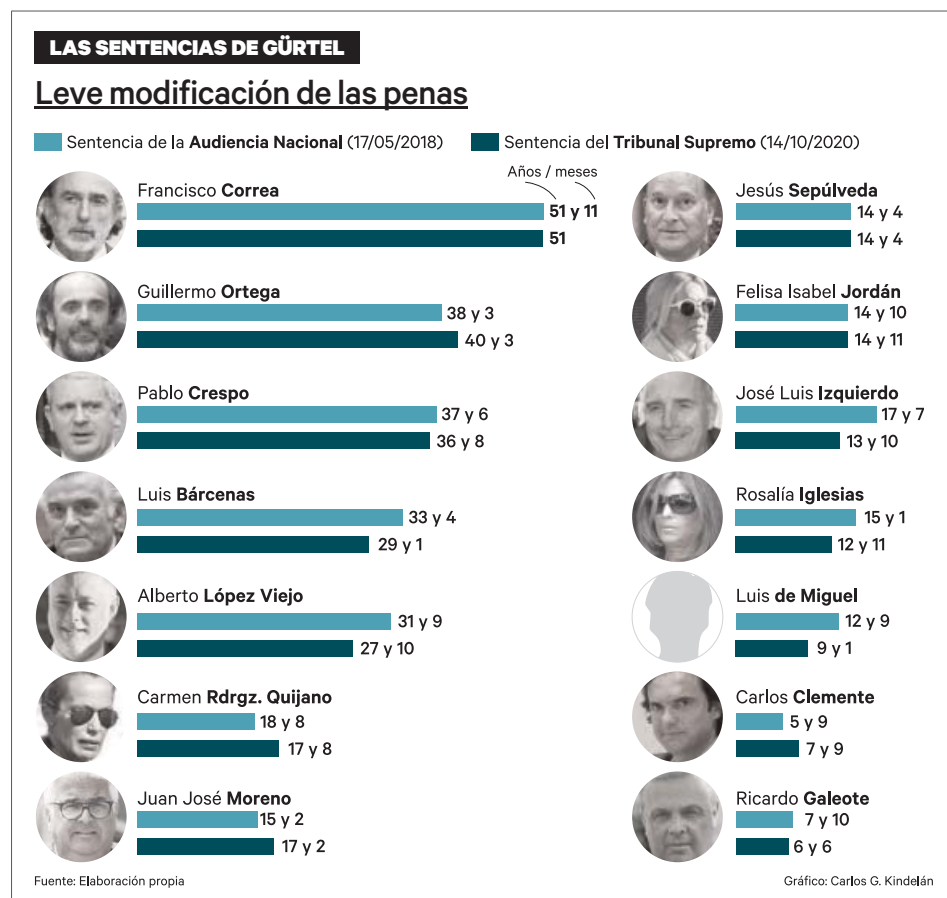 LAS SENTENCIAS DE GÜRTEL
Leve modificación de las penas
Sentencia de la Audiencia Nacional (17/05/2018)
Sentencia del Tribunal Supremo (14/10/2020)
Años / meses
Francisco Correa
51 y 11
51
Guillermo Ortega
38 y 3
40 y 3
Pablo Crespo
37 y 6
36 y 8
Luis Bárcenas
33 y 4
29 y 1
Alberto López Viejo
31 y 9
27 y 10
Carmen Rdrgz. Quijano
18 y 8
17 y 8
Juan José Moreno
15 y 2
17 y 2
Jesús Sepúlveda
14 y 4
14 y 4
Felisa Isabel Jordán
14 y 10
14 y 11
José Luis Izquierdo
17 y 7
13 y 10
Rosalía Iglesias
15 y 1
12 y 11
Luis de Miguel
12 y 9
9 y 1
Carlos Clemente
5 y 9
7 y 9
Ricardo Galeote
7 y 10
6 y 6
Fuente: Elaboración propia
Gráfico: Carlos G. Kindelán